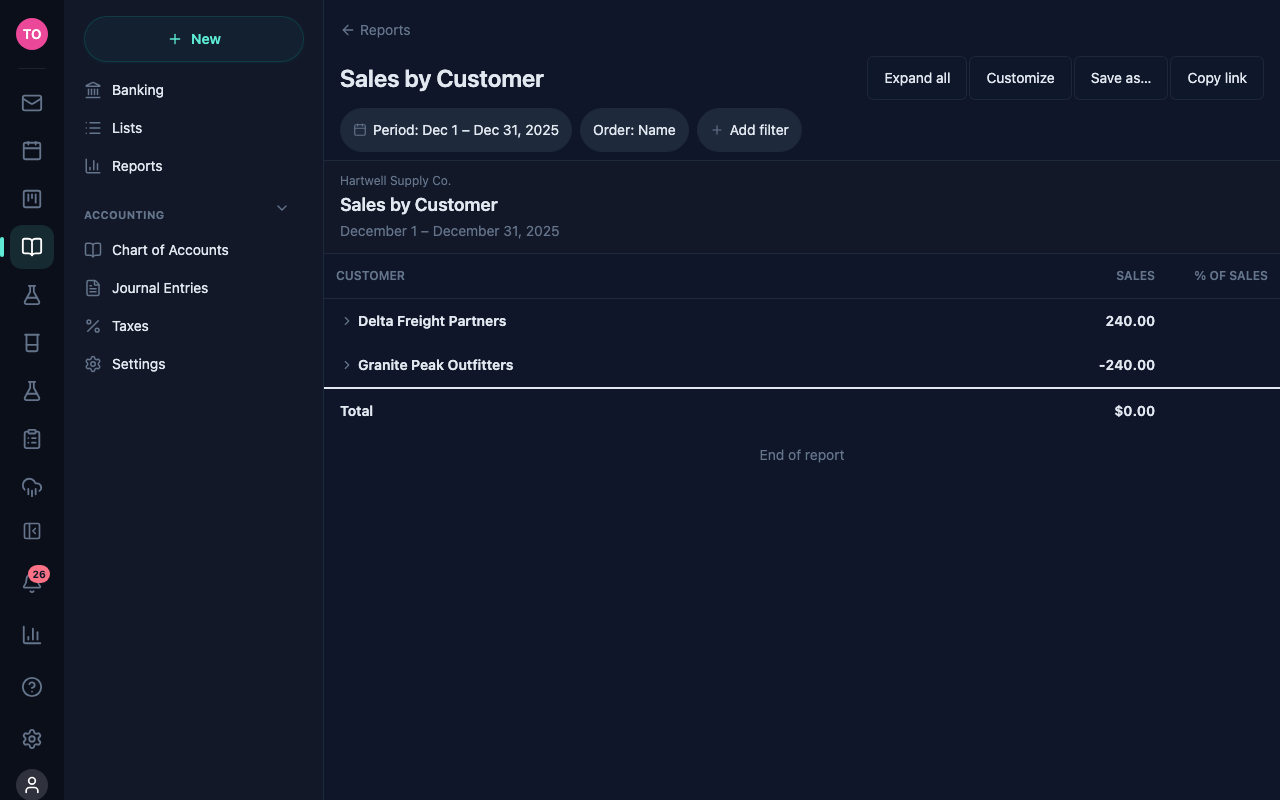 TO
New
Banking
Lists
Reports
ACCOUNTING
Chart of Accounts
Journal Entries
Taxes
Settings
26
Reports
Sales by Customer
Expand all
Customize
Save as...
Copy link
Period: Dec 1 – Dec 31, 2025
Order: Name
Add filter
Hartwell Supply Co.
Sales by Customer
December 1 – December 31, 2025
CUSTOMER SALES % OF SALES
Delta Freight Partners 240.00
Granite Peak Outfitters -240.00
Total $0.00
End of report